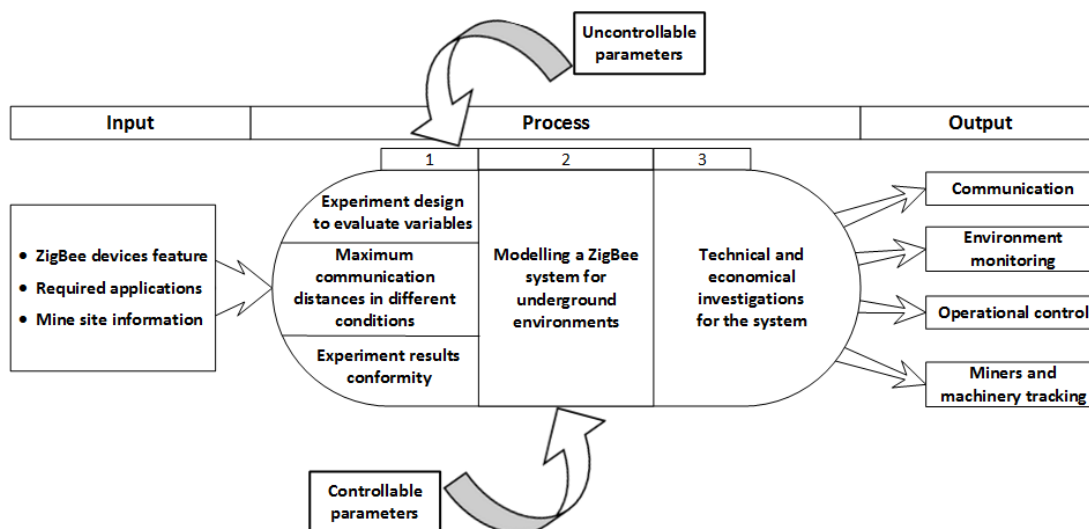 Uncontrollable
parameters
Input
Process
Output
1
2
3
• ZigBee devices feature
• Required applications
• Mine site information
Experiment design
to evaluate variables
Maximum
communication
distances in different
conditions
Experiment results
conformity
Modelling a ZigBee
system for
underground
environments
Technical and
economical
investigations
for the system
Communication
Environment
monitoring
Operational control
Miners and
machinery tracking
Controllable
parameters